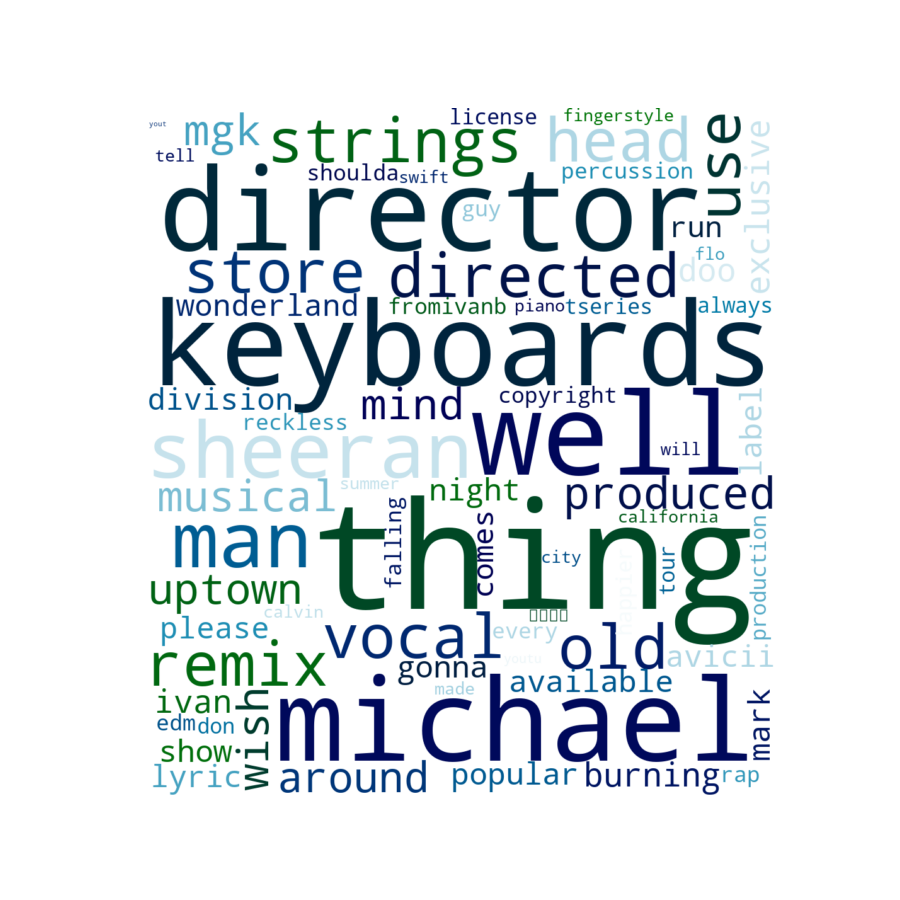 yout
mgk
strings
license
fingerstyle
head
use
exclusive
tell
shoulda
swift
percussion
director
guy
run
flo
store
directed
doo
wonderland
fromivanb
piano
tseries
always
keyboards
division
mind
copyright
well
label
reckless
sheeran
will
musical
summer
night
produced
man
thing
falling
comes
california
city
happier
tour
production
uptown
calvin
please
vocal
every
old
avicii
remix
gonna
youtu
ivan
wish
michael
made
available
mark
edm
don
show
lyric
around
popular
burning
rap